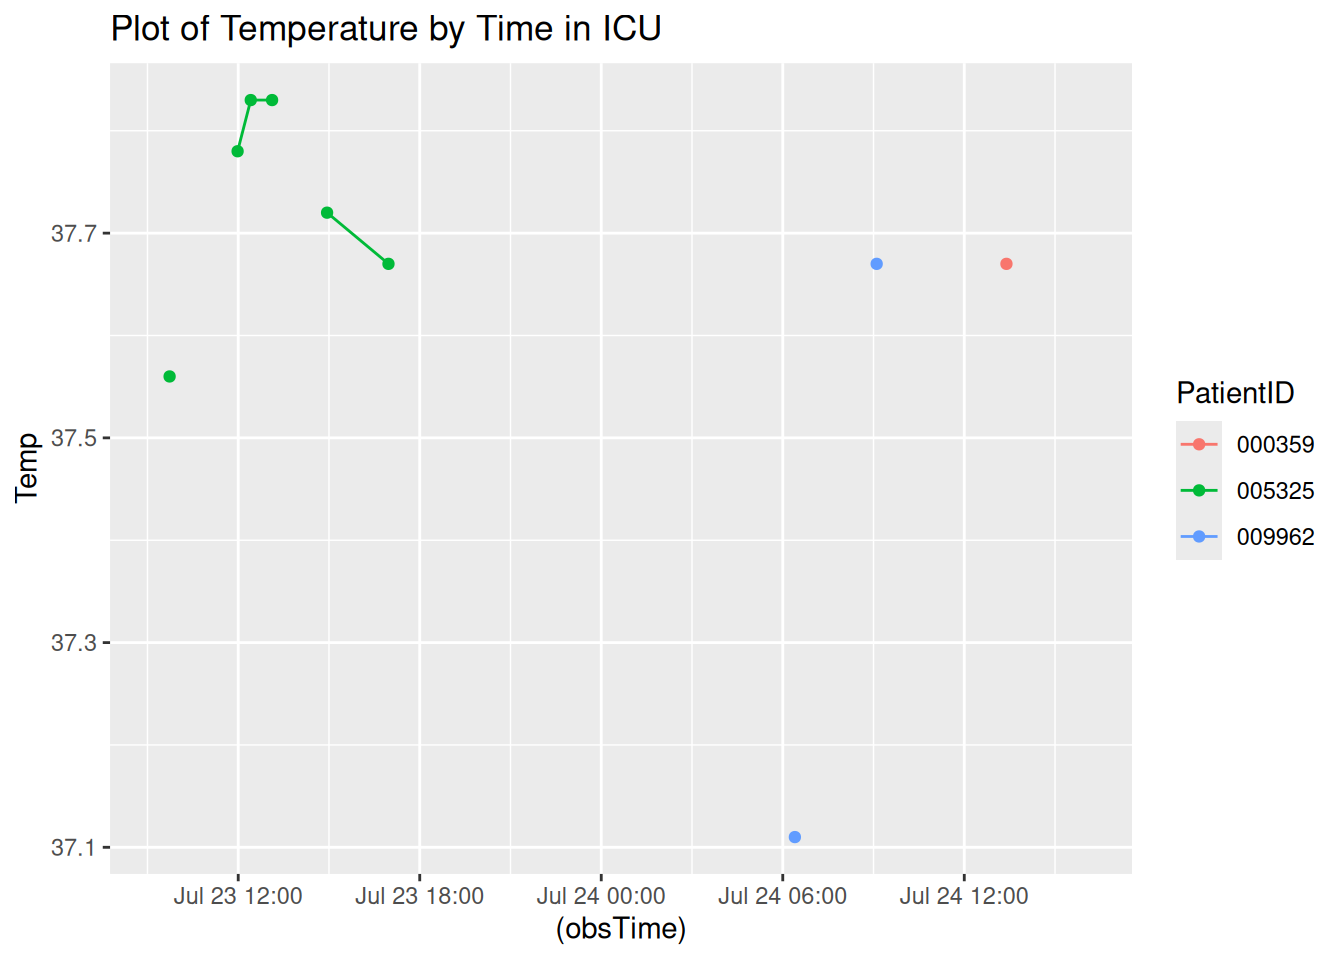 Plot of Temperature by Time in ICU
Temp
37.7
37.5
37.3
37.1
Jul 23 12:00
Jul 23 18:00
Jul 24 00:00
Jul 24 06:00
Jul 24 12:00
(obsTime)
PatientID
000359
005325
009962